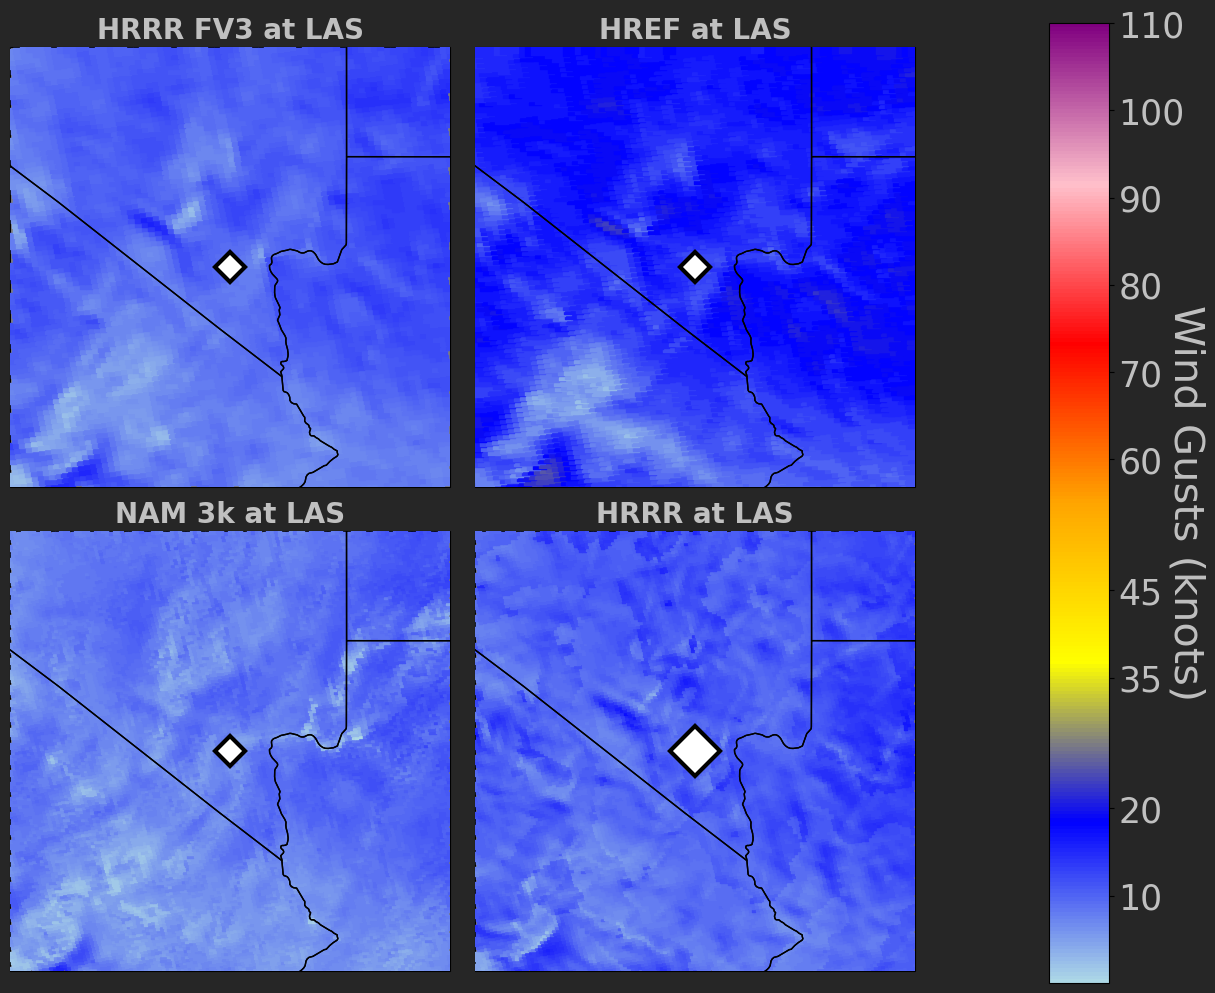 HRRR FV3 at LAS
HREF at LAS
NAM 3k at LAS
HRRR at LAS
110
100
90
80
70
60
45
35
20
10
Wind Gusts (knots)